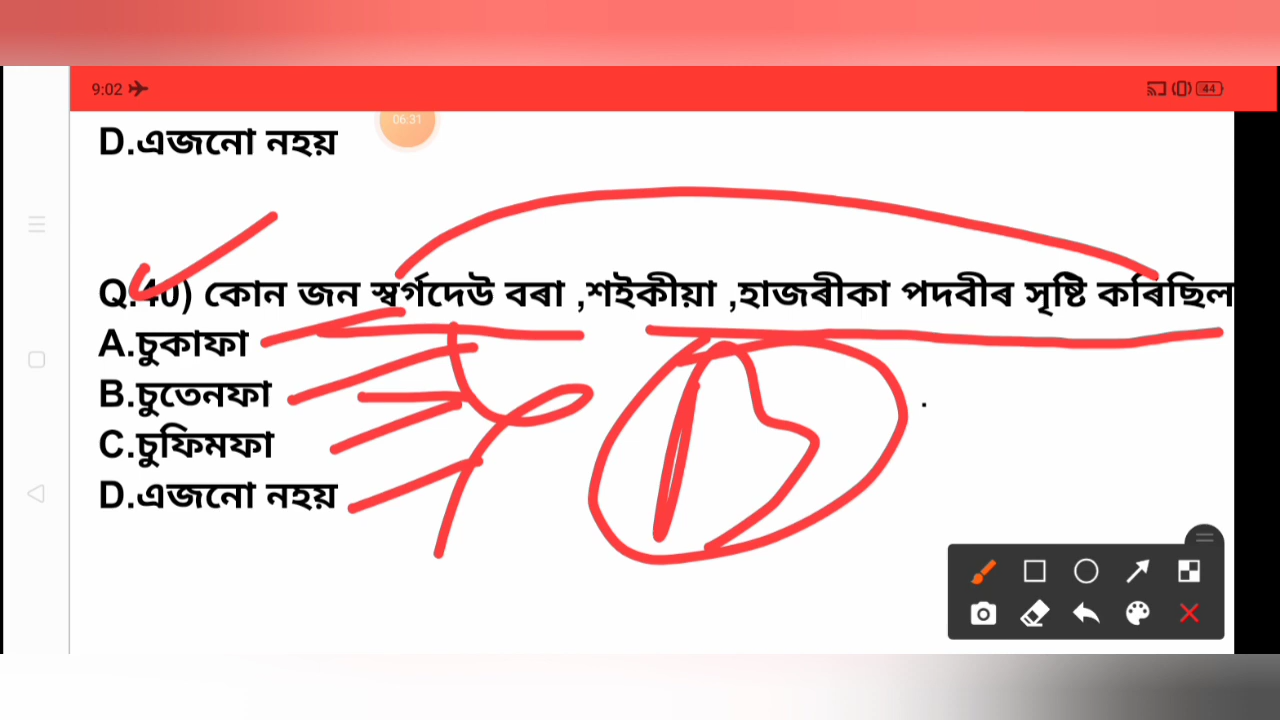 9:02
44
06:31
D.এজনো নহয়
Q.40) কোন জন স্বৰ্গদেউ বৰা ,শইকীয়া ,হাজৰীকা পদবীৰ সৃষ্টি কৰিছিল
A.চুকাফা
B.চুতেনফা
C.চুফিমফা
D.এজনো নহয়
B